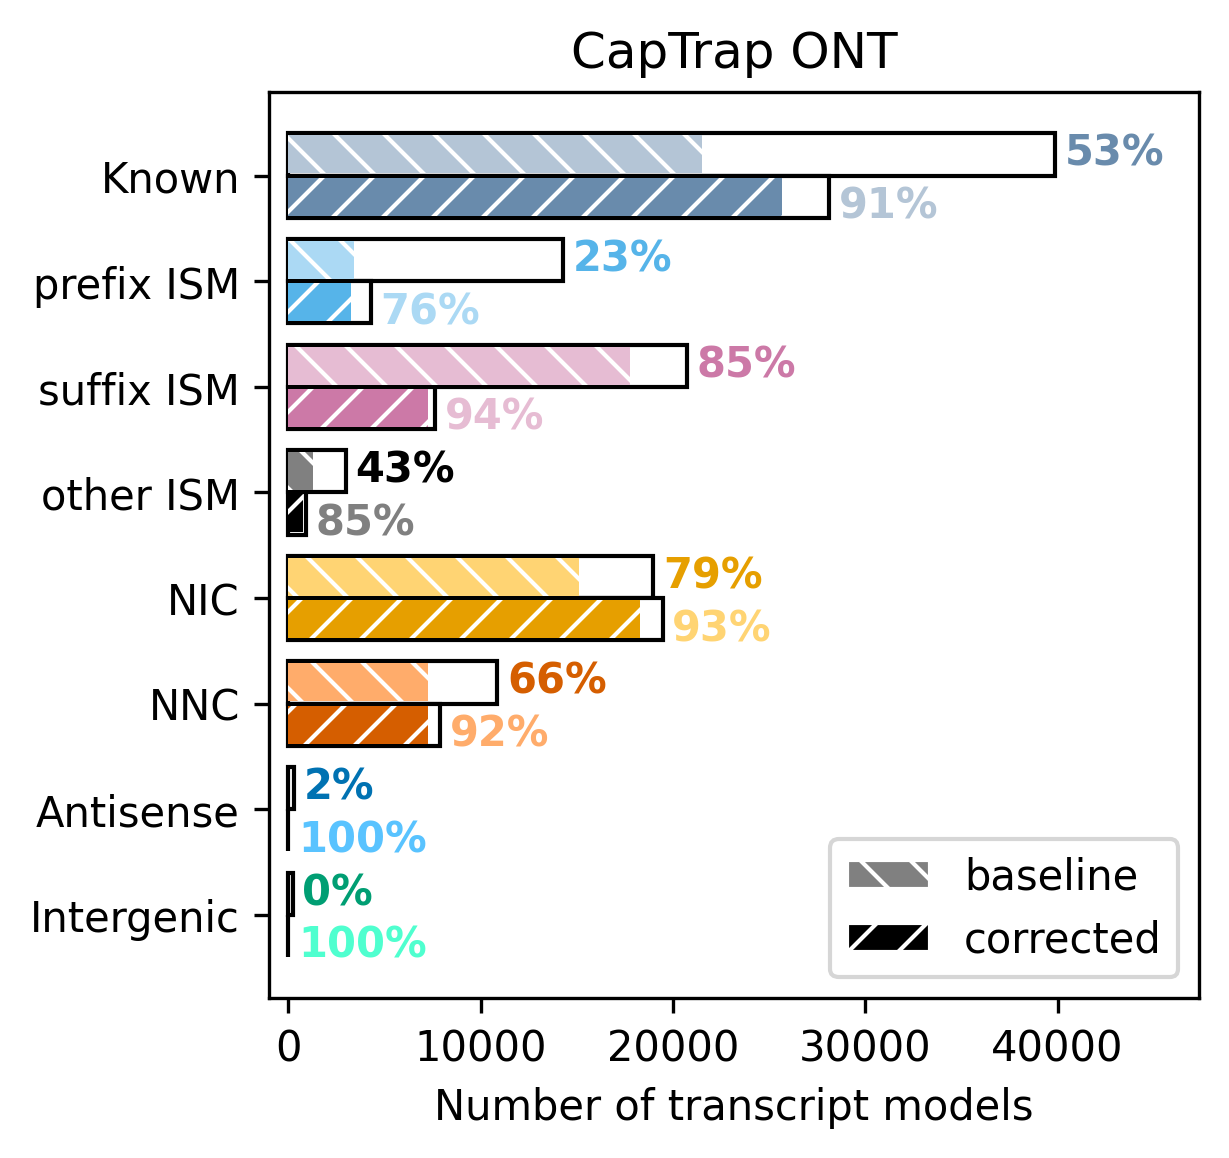 CapTrap ONT
Known
53%
91%
prefix ISM
23%
76%
suffix ISM
85%
94%
other ISM
43%
85%
NIC
79%
93%
NNC
66%
92%
Antisense
2%
100%
Intergenic
0%
100%
baseline
corrected
0 10000 20000 30000 40000
Number of transcript models